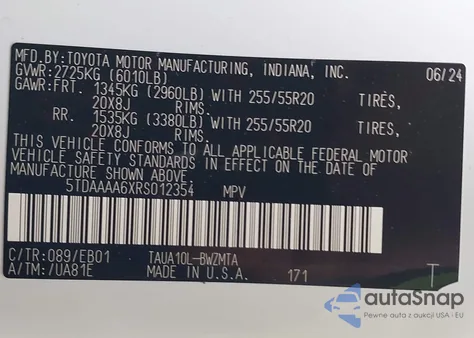 MFD.BY:TOYOTA MOTOR MANUFACTURING, INDIANA, INC. 06/24
GVWR:2725KG (6010LB)
GAWR:FRT. 1345KG (2960LB) WITH 255/55R20 TIRES,
20X8J RIMS.
RR. 1535KG (3380LB) WITH 255/55R20 TIRES,
20X8J RIMS.
THIS VEHICLE CONFORMS TO ALL APPLICABLE FEDERAL MOTOR
VEHICLE SAFETY STANDARDS IN EFFECT ON THE DATE OF
MANUFACTURE SHOWN ABOVE.
5TDAAAA6XRS012354 MPV
C/TR:089/EB01 TAUA10L-BWZMTA
A/TM:/UA81E MADE IN U.S.A. 171 T
autoSnap
Pewne auto z aukcji USA i EU